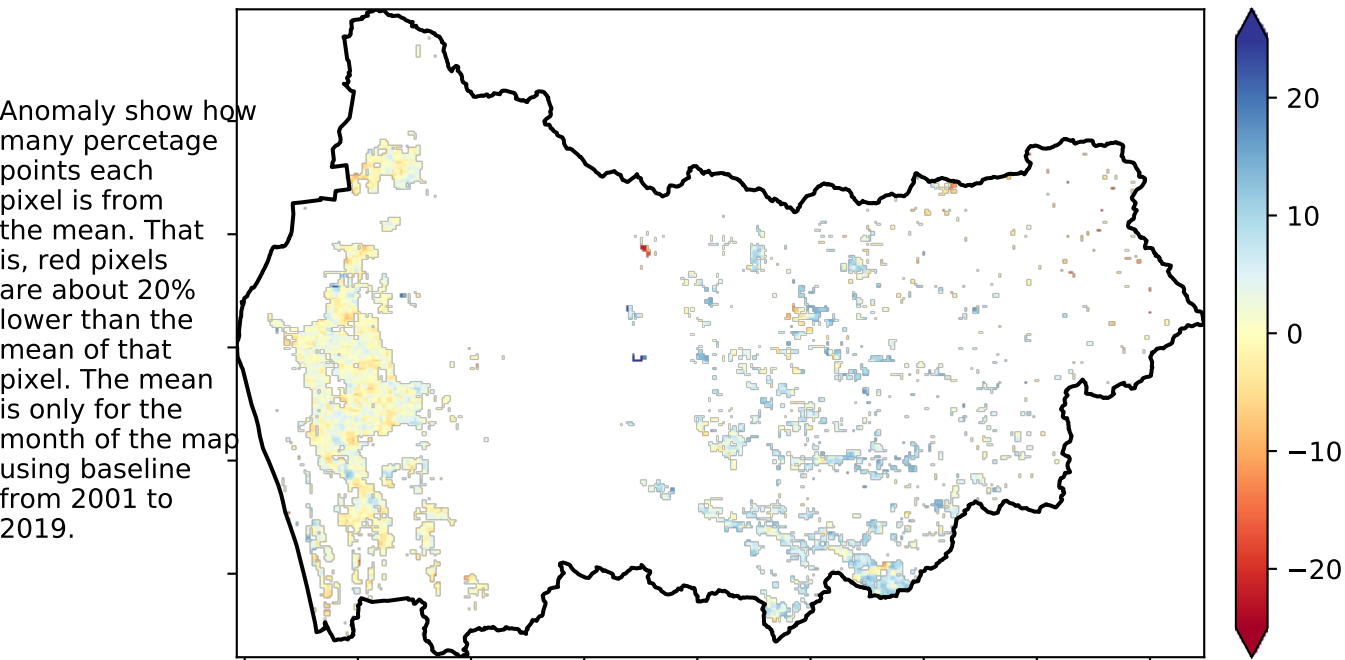 Anomaly show how
many percetage
points each
pixel is from
the mean. That
is, red pixels
are about 20%
lower than the
mean of that
pixel. The mean
is only for the
month of the map
using baseline
from 2001 to
2019.
20
10
0
−10
−20